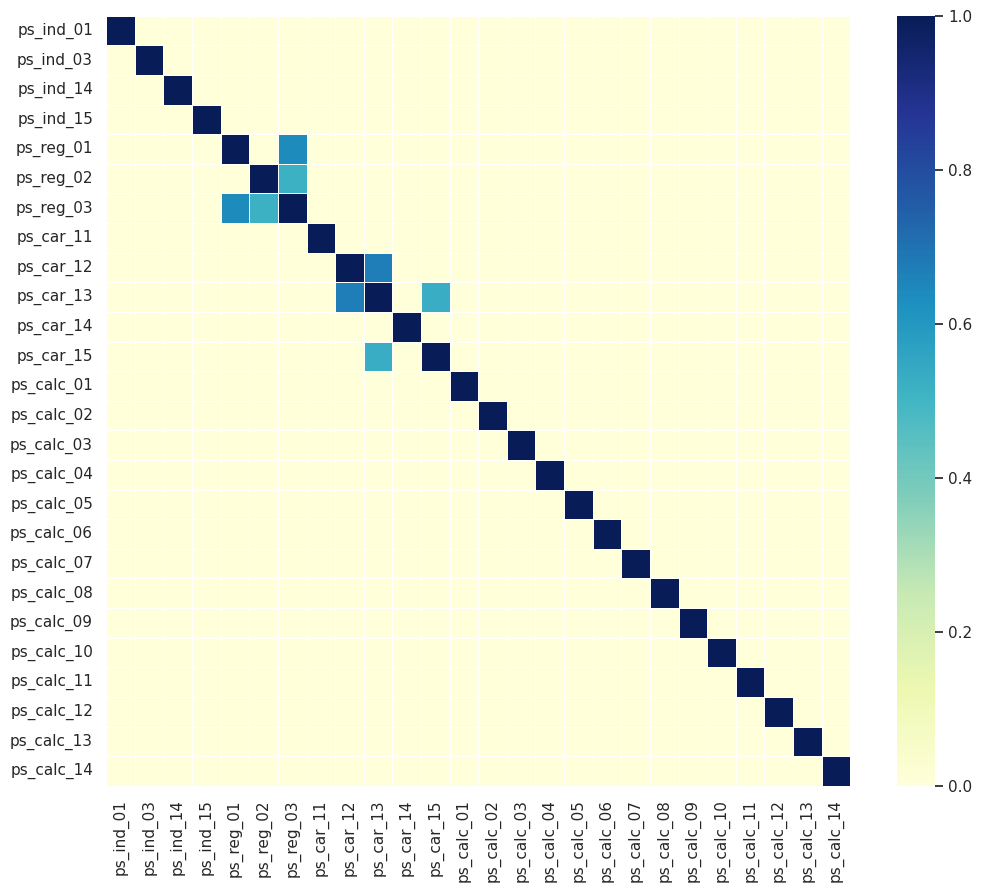 ps_ind_01
ps_ind_03
ps_ind_14
ps_ind_15
ps_reg_01
ps_reg_02
ps_reg_03
ps_car_11
ps_car_12
ps_car_13
ps_car_14
ps_car_15
ps_calc_01
ps_calc_02
ps_calc_03
ps_calc_04
ps_calc_05
ps_calc_06
ps_calc_07
ps_calc_08
ps_calc_09
ps_calc_10
ps_calc_11
ps_calc_12
ps_calc_13
ps_calc_14
ps_ind_01
ps_ind_03
ps_ind_14
ps_ind_15
ps_reg_01
ps_reg_02
ps_reg_03
ps_car_11
ps_car_12
ps_car_13
ps_car_14
ps_car_15
ps_calc_01
ps_calc_02
ps_calc_03
ps_calc_04
ps_calc_05
ps_calc_06
ps_calc_07
ps_calc_08
ps_calc_09
ps_calc_10
ps_calc_11
ps_calc_12
ps_calc_13
ps_calc_14
1.0
0.8
0.6
0.4
0.2
0.0